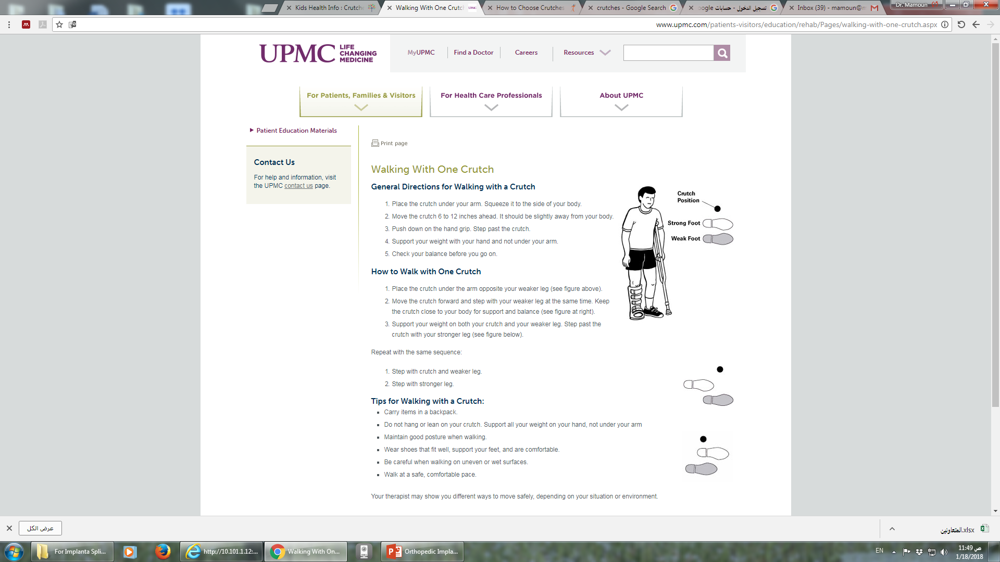 Kids Health Info : Crutche
Walking With One Crutch
How to Choose Crutches
crutches - Google Search
تسجيل الدخول - حسابات oogle
Inbox (39) - mamoun@m
Dr. Mamoun
www.upmc.com/patients-visitors/education/rehab/Pages/walking-with-one-crutch.aspx
UPMC LIFE CHANGING MEDICINE
MyUPMC
Find a Doctor
Careers
Resources
For Patients, Families & Visitors
For Health Care Professionals
About UPMC
Patient Education Materials
Contact Us
For help and information, visit
the UPMC contact us page.
Print page
Walking With One Crutch
General Directions for Walking with a Crutch
1. Place the crutch under your arm. Squeeze it to the side of your body.
2. Move the crutch 6 to 12 inches ahead. It should be slightly away from your body.
3. Push down on the hand grip. Step past the crutch.
4. Support your weight with your hand and not under your arm.
5. Check your balance before you go on.
Crutch
Position
Strong Foot
Weak Foot
How to Walk with One Crutch
1. Place the crutch under the arm opposite your weaker leg (see figure above).
2. Move the crutch forward and step with your weaker leg at the same time. Keep
the crutch close to your body for support and balance (see figure at right).
3. Support your weight on both your crutch and your weaker leg. Step past the
crutch with your stronger leg (see figure below).
Repeat with the same sequence:
1. Step with crutch and weaker leg.
2. Step with stronger leg.
Tips for Walking with a Crutch:
Carry items in a backpack.
Do not hang or lean on your crutch. Support all your weight on your hand, not under your arm
Maintain good posture when walking.
Wear shoes that fit well, support your feet, and are comfortable.
Be careful when walking on uneven or wet surfaces.
Walk at a safe, comfortable pace.
Your therapist may show you different ways to move safely, depending on your situation or environment.
عرض الكل
المتعاونين.xlsx
For Implanta Spli...
http://10.101.1.12:...
Walking With On...
Orthopedic Impla...
EN
11:49 ص
1/18/2018